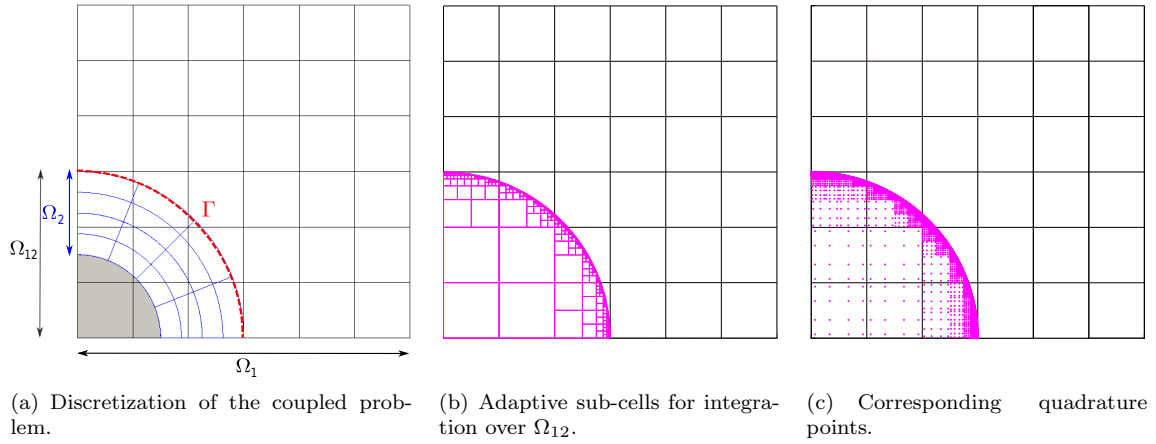 Γ
Ω₂
Ω₁₂
Ω₁
(a) Discretization of the coupled prob-
lem.
(b) Adaptive sub-cells for integra-
tion over Ω₁₂.
(c) Corresponding quadrature
points.